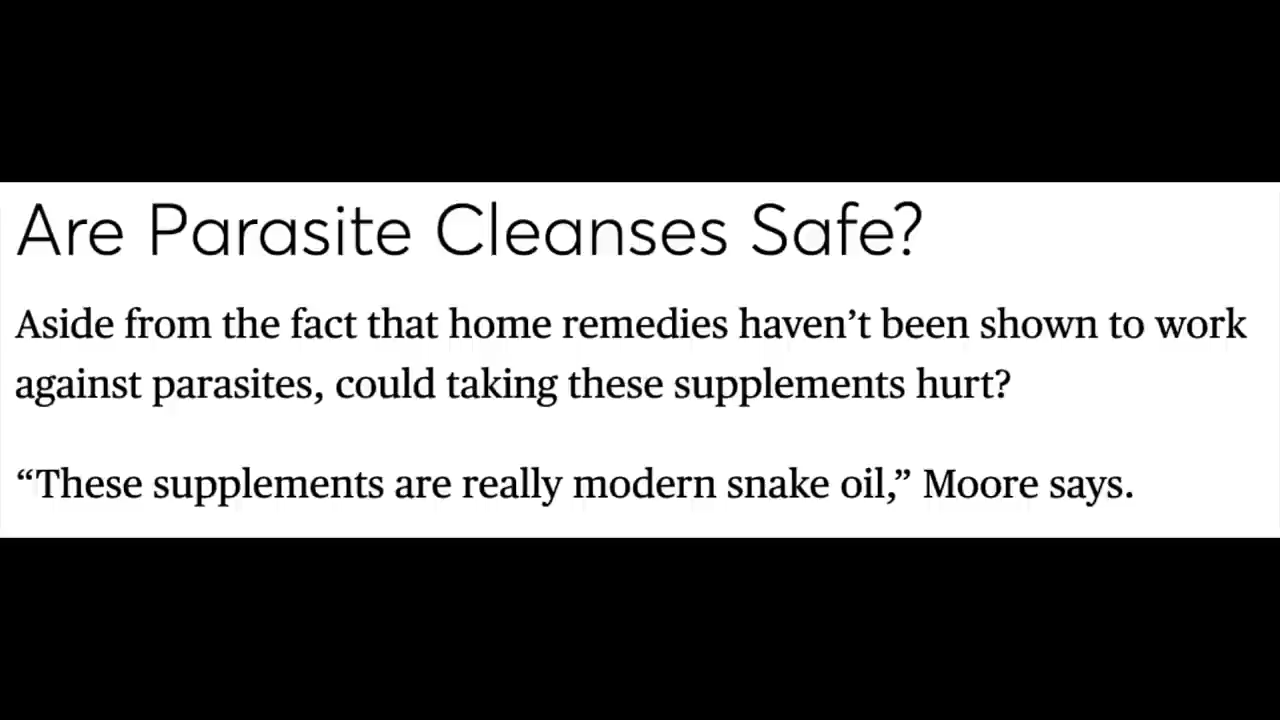 Are Parasite Cleanses Safe?
Aside from the fact that home remedies haven’t been shown to work
against parasites, could taking these supplements hurt?
“These supplements are really modern snake oil,” Moore says.